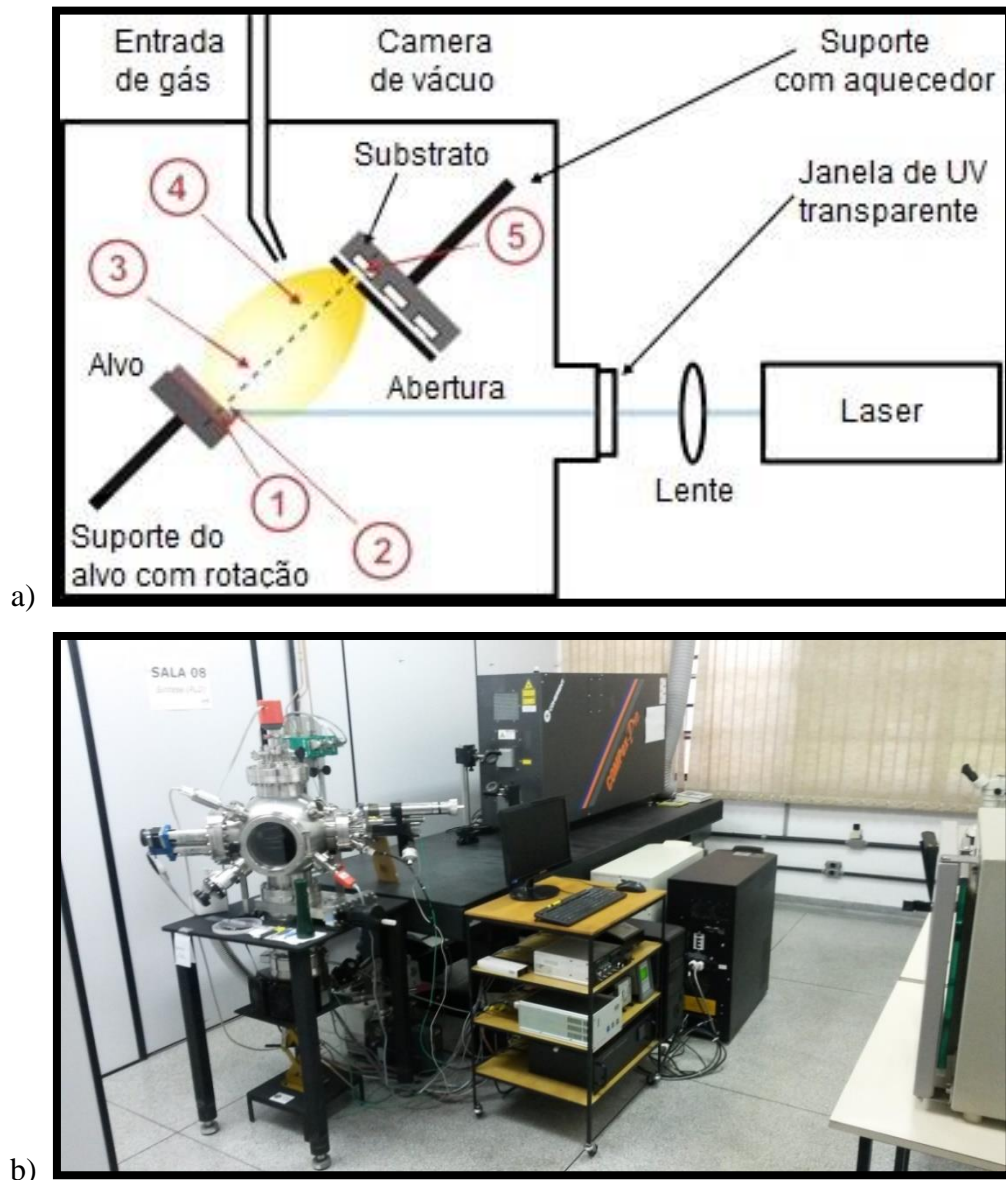 Entrada
de gás
Camera
de vácuo
Suporte
com aquecedor
Substrato
Janela de UV
transparente
4
5
3
Alvo
Abertura
Laser
Lente
1
2
Suporte do
alvo com rotação
a)
SALA 08
COMPexPro
b)